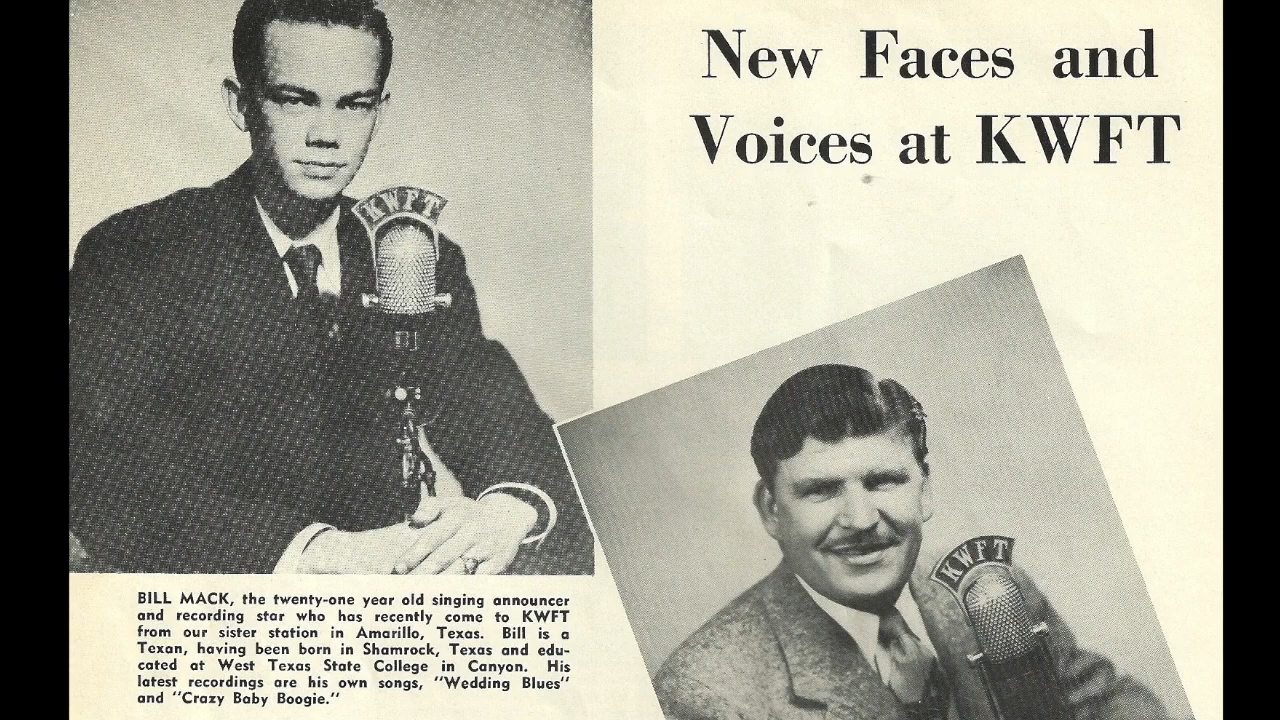 New Faces and
Voices at KWFT
KWFT
KWFT
BILL MACK, the twenty-one year old singing announcer
and recording star who has recently come to KWFT
from our sister station in Amarillo, Texas. Bill is a
Texan, having been born in Shamrock, Texas and edu-
cated at West Texas State College in Canyon. His
latest recordings are his own songs, "Wedding Blues"
and "Crazy Baby Boogie."